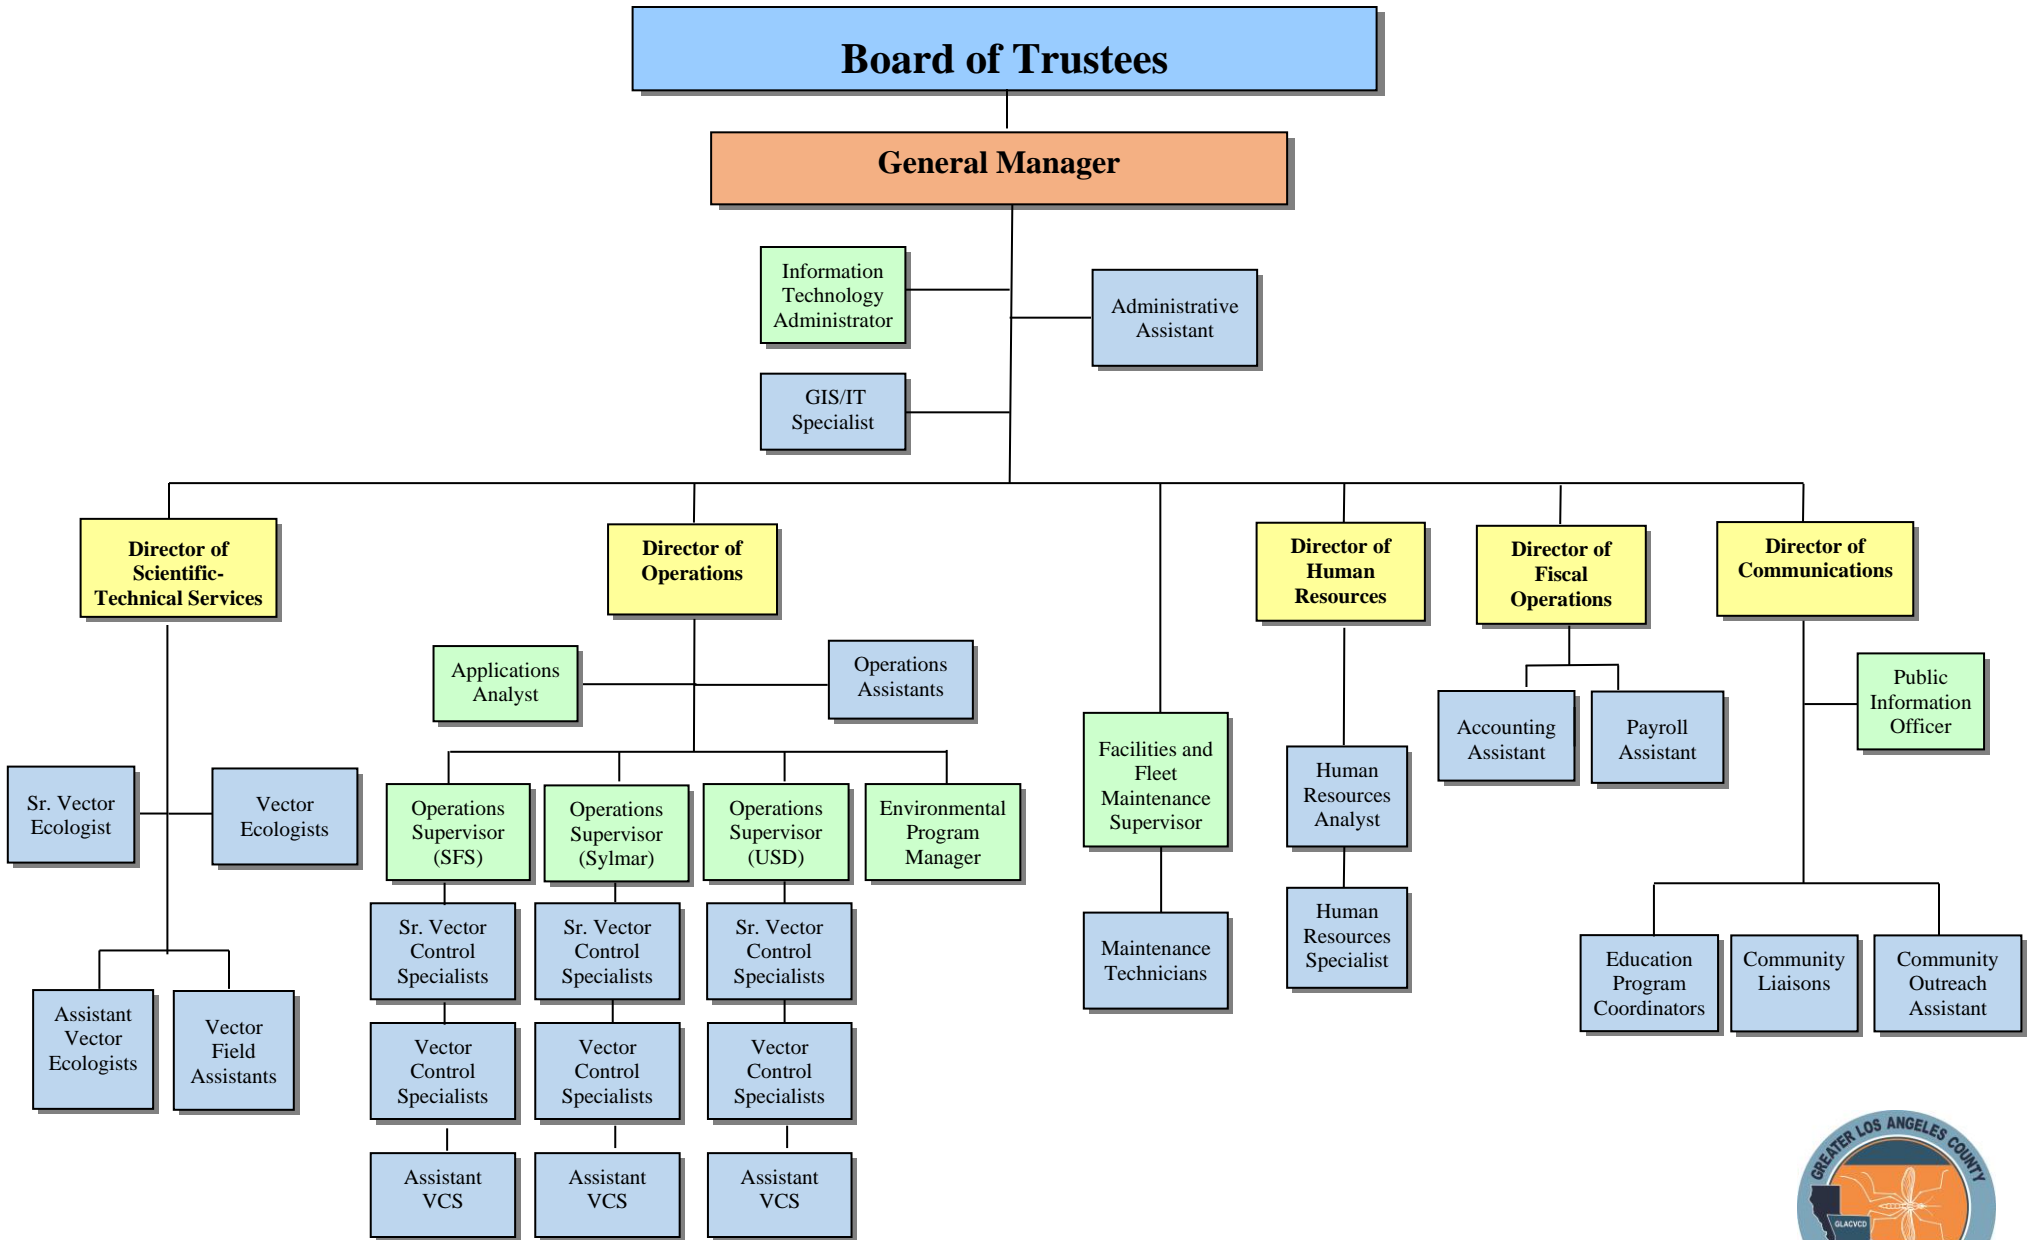 Board of Trustees
General Manager
Information
Technology
Administrator
Administrative
Assistant
GIS/IT
Specialist
Director of
Scientific-
Technical Services
Director of
Operations
Director of
Human
Resources
Director of
Fiscal
Operations
Director of
Communications
Applications
Analyst
Operations
Assistants
Public
Information
Officer
Accounting
Assistant
Payroll
Assistant
Facilities and
Fleet
Maintenance
Supervisor
Human
Resources
Analyst
Sr. Vector
Ecologist
Vector
Ecologists
Operations
Supervisor
(SFS)
Operations
Supervisor
(Sylmar)
Operations
Supervisor
(USD)
Environmental
Program
Manager
Sr. Vector
Control
Specialists
Sr. Vector
Control
Specialists
Sr. Vector
Control
Specialists
Maintenance
Technicians
Human
Resources
Specialist
Education
Program
Coordinators
Community
Liaisons
Community
Outreach
Assistant
Assistant
Vector
Ecologists
Vector
Field
Assistants
Vector
Control
Specialists
Vector
Control
Specialists
Vector
Control
Specialists
Assistant
VCS
Assistant
VCS
Assistant
VCS
GREATER LOS ANGELES COUNTY
GLACVCD